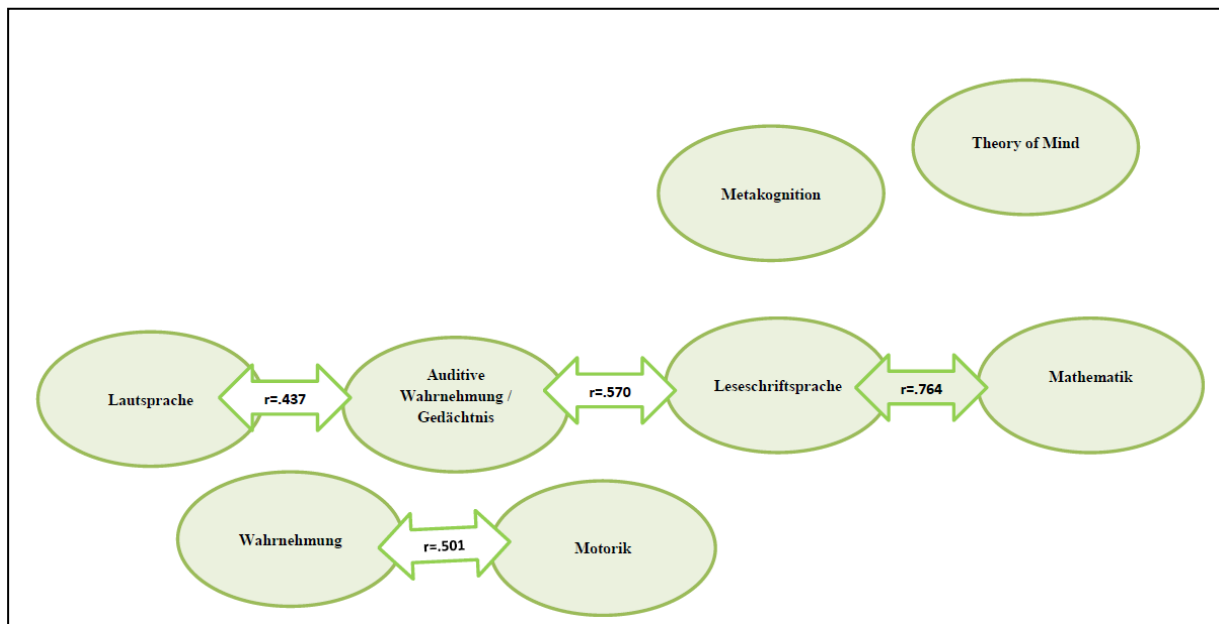 Theory of Mind
Metakognition
Lautsprache
r=.437
Auditive
Wahrnehmung /
Gedächtnis
r=.570
Leseschriftsprache
r=.764
Mathematik
Wahrnehmung
r=.501
Motorik